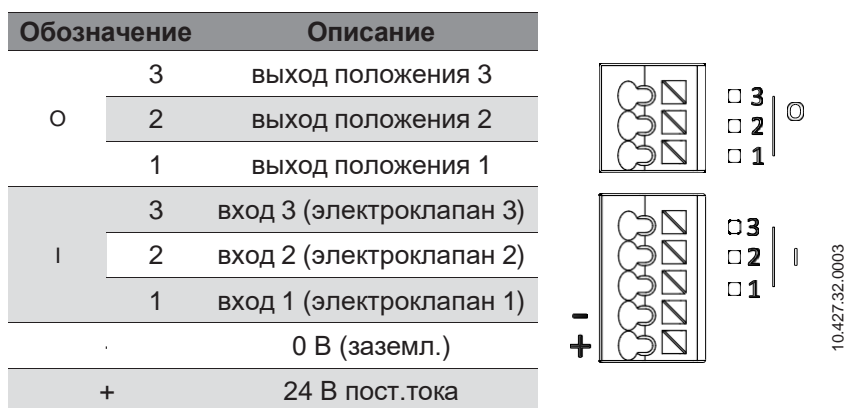 Обозначение Описание
O
3 выход положения 3
2 выход положения 2
1 выход положения 1
I
3 вход 3 (электроклапан 3)
2 вход 2 (электроклапан 2)
1 вход 1 (электроклапан 1)
- 0 В (заземл.)
+ 24 В пост.тока
3
2
1
O
3
2
1
I
-
+
10.427.32.0003